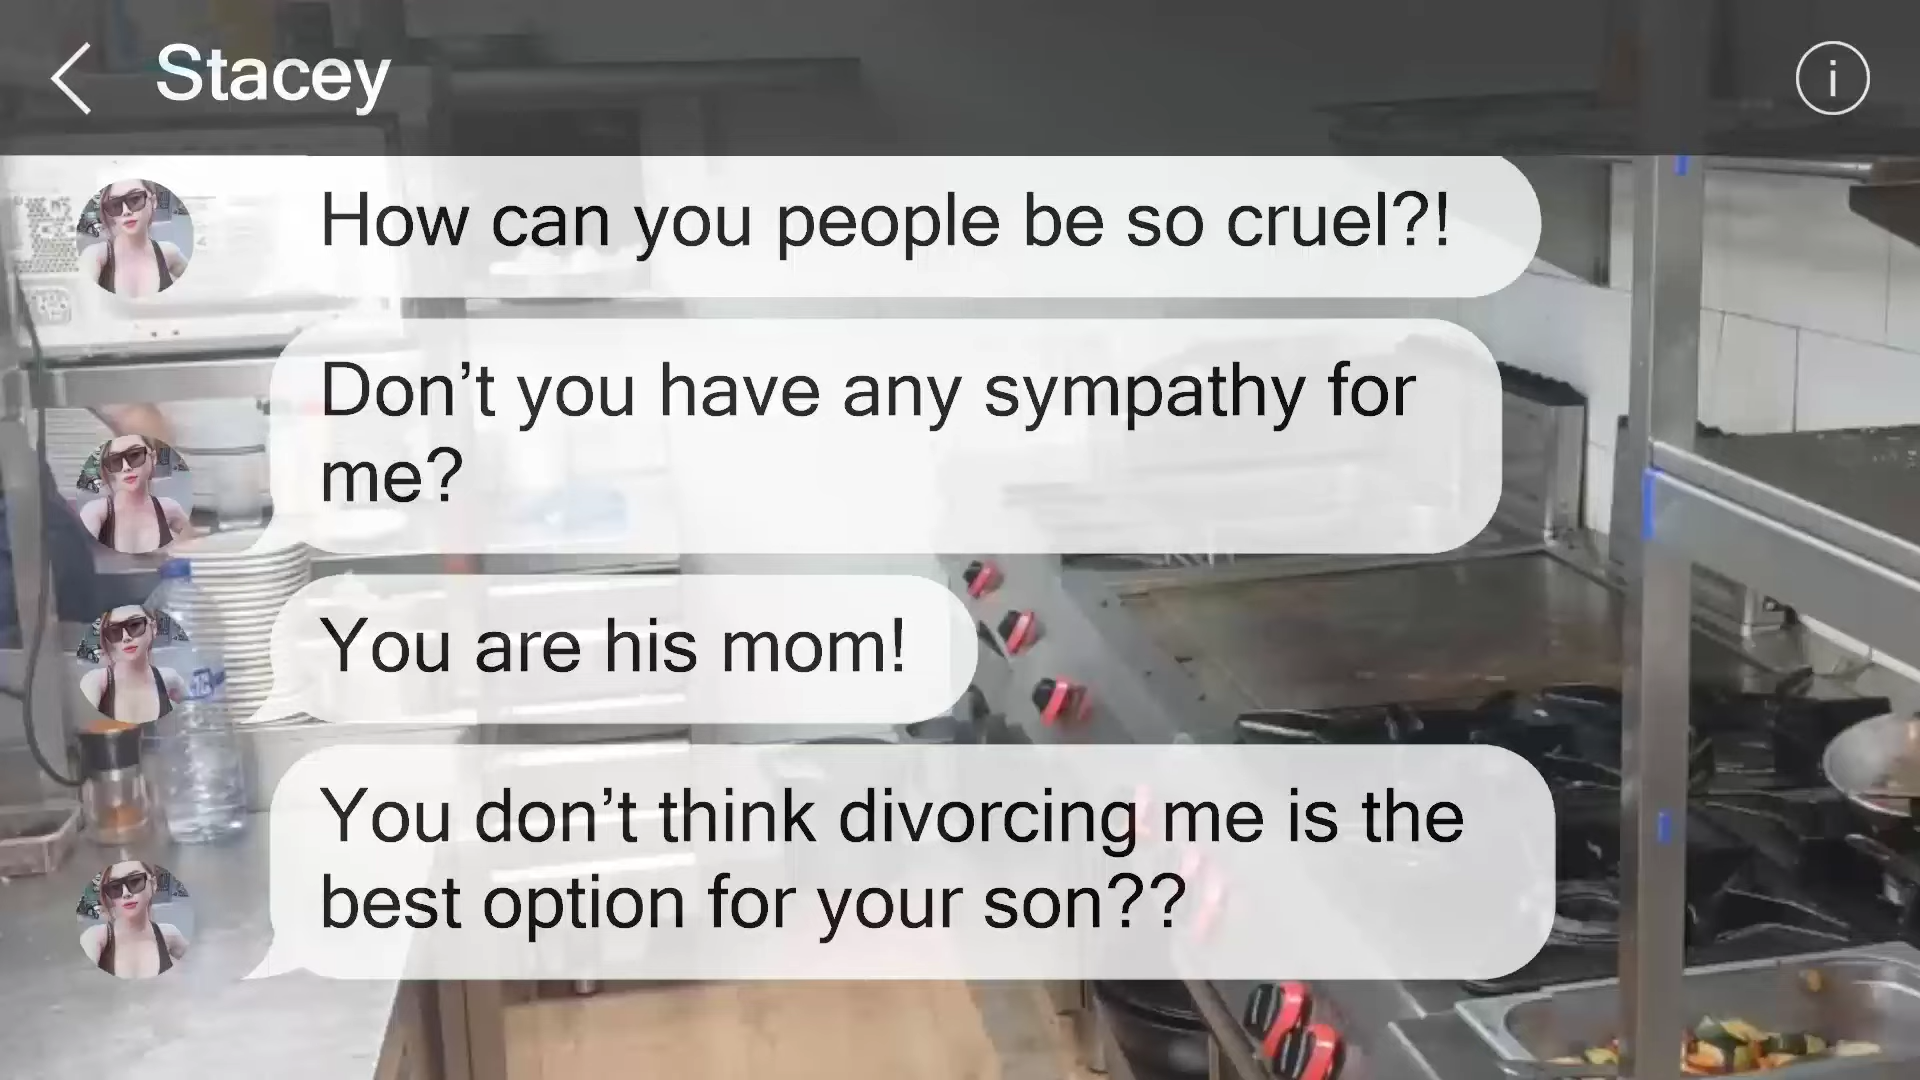 Stacey
How can you people be so cruel?!
Don’t you have any sympathy for
me?
You are his mom!
You don’t think divorcing me is the
best option for your son??